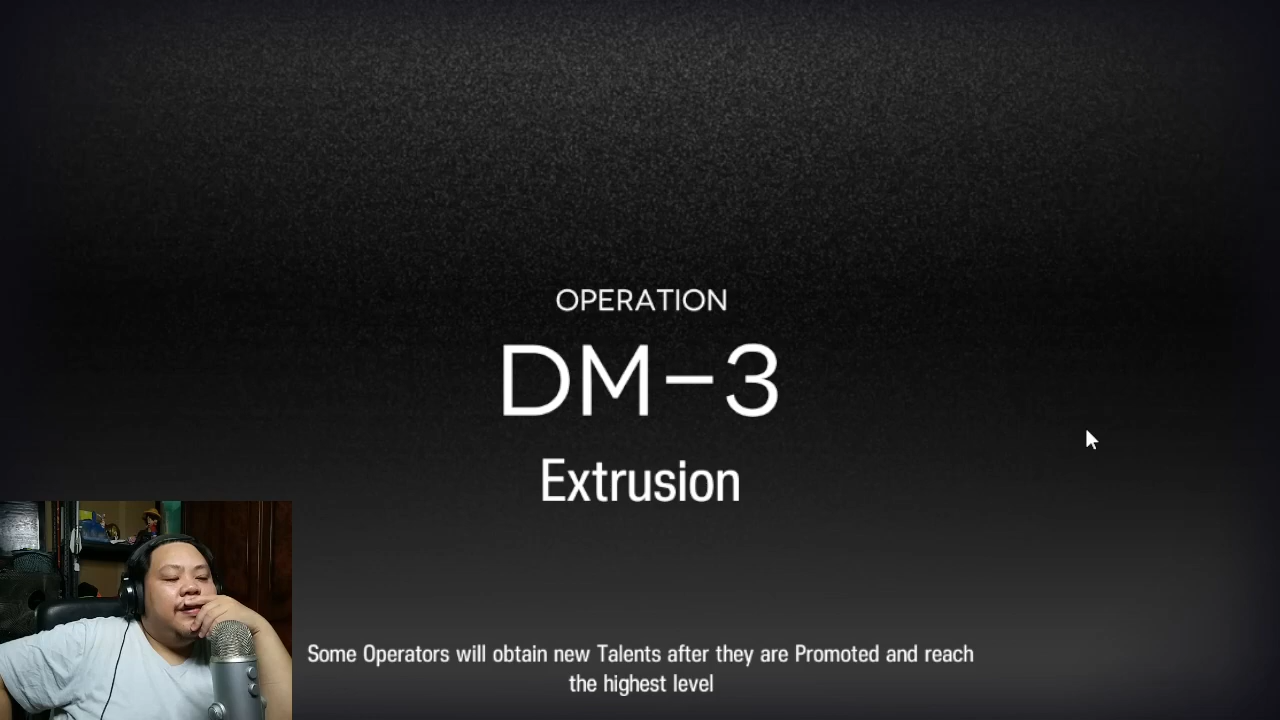 OPERATION
DM-3
Extrusion
Some Operators will obtain new Talents after they are Promoted and reach
the highest level